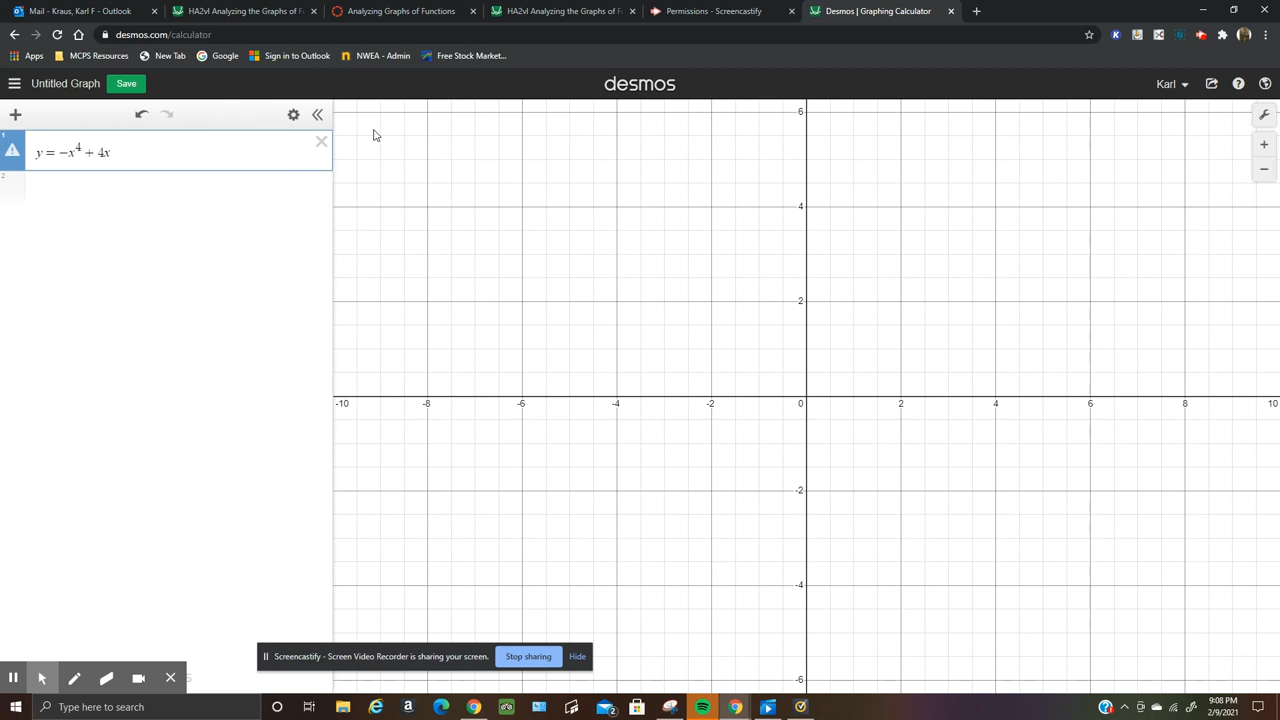 Mail - Kraus, Karl F - Outlook
HA2vl Analyzing the Graphs of Fu
Analyzing Graphs of Functions
HA2vl Analyzing the Graphs of F
Permissions - Screencastify
Desmos | Graphing Calculator
desmos.com/calculator
Apps
MCPS Resources
New Tab
Google
Sign in to Outlook
NWEA - Admin
Free Stock Market...
Untitled Graph
Save
desmos
Karl
1
y = −x⁴ + 4x
2
6
4
2
-10 -8 -6 -4 -2 0 2 4 6 8 10
-2
-4
-6
Screencastify - Screen Video Recorder is sharing your screen.
Stop sharing
Hide
Type here to search
2
9:08 PM
2/9/2021